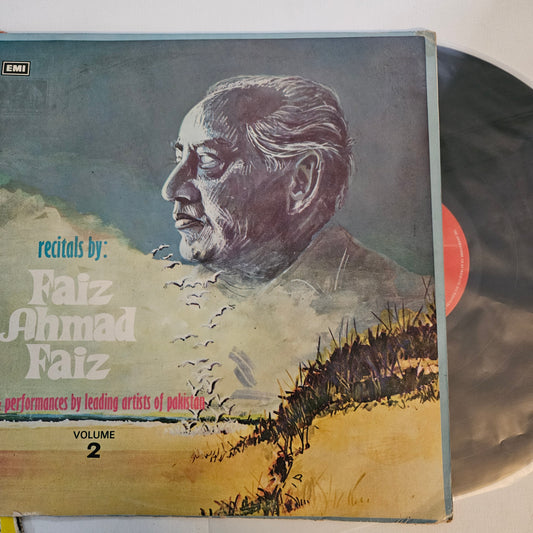 EMI
recitals by:
Faiz
Ahmad
Faiz
performances by leading artists of pakistan
VOLUME
2